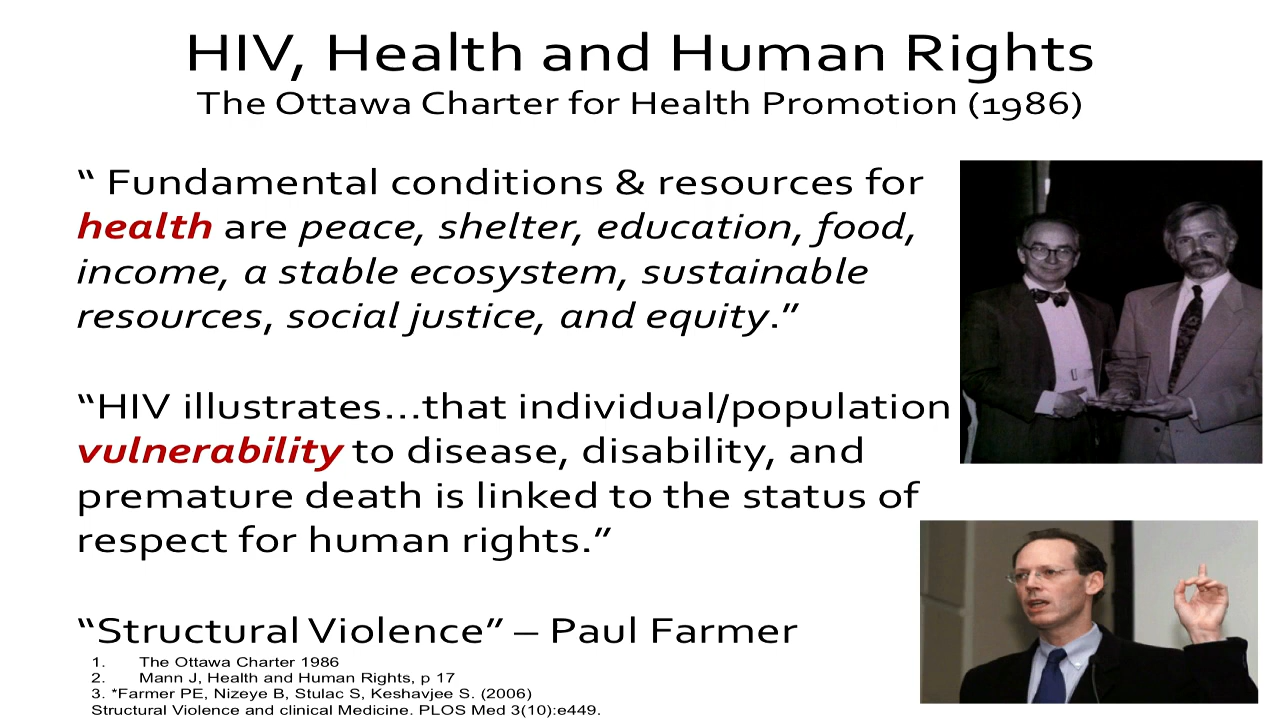 HIV, Health and Human Rights
The Ottawa Charter for Health Promotion (1986)
“ Fundamental conditions & resources for
health are peace, shelter, education, food,
income, a stable ecosystem, sustainable
resources, social justice, and equity.”
“HIV illustrates...that individual/population
vulnerability to disease, disability, and
premature death is linked to the status of
respect for human rights.”
“Structural Violence” – Paul Farmer
1. The Ottawa Charter 1986
2. Mann J, Health and Human Rights, p 17
3. *Farmer PE, Nizeye B, Stulac S, Keshavjee S. (2006)
Structural Violence and clinical Medicine. PLOS Med 3(10):e449.